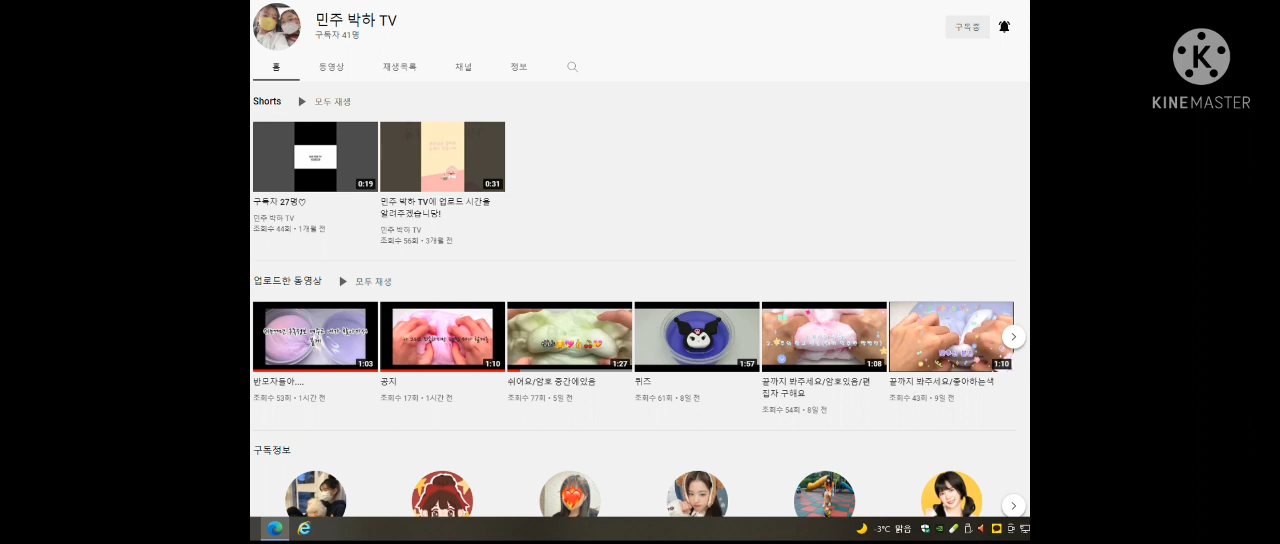 민주 박하 TV
구독자 41명
구독중
홈 동영상 재생목록 채널 정보
KINEMASTER
Shorts 모두 재생
0:19
0:31
구독자 27명♡
민주 박하 TV
조회수 44회 • 1개월 전
민주 박하 TV에 업로드 시간을
알려주겠습니당!
민주 박하 TV
조회수 56회 • 3개월 전
업로드한 동영상 모두 재생
1:03
1:10
1:27
1:57
1:08
1:10
반모자들아....
조회수 53회 • 1시간 전
공지
조회수 17회 • 1시간 전
쉬어요/암호 중간에있음
조회수 77회 • 5일 전
퀴즈
조회수 61회 • 8일 전
끝까지 봐주세요/암호있음/편
집자 구해요
조회수 54회 • 8일 전
끝까지 봐주세요/좋아하는색
조회수 43회 • 9일 전
구독정보
-3°C 맑음